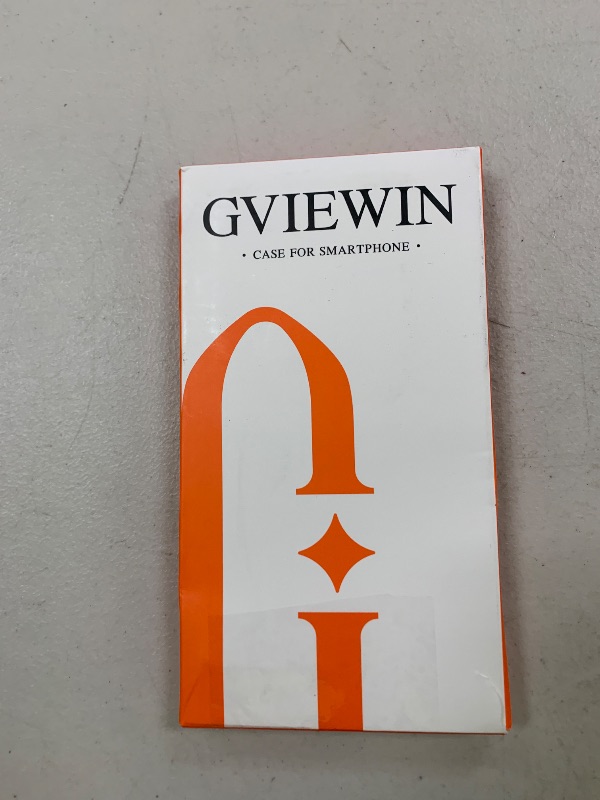 GVIEWIN
• CASE FOR SMARTPHONE •